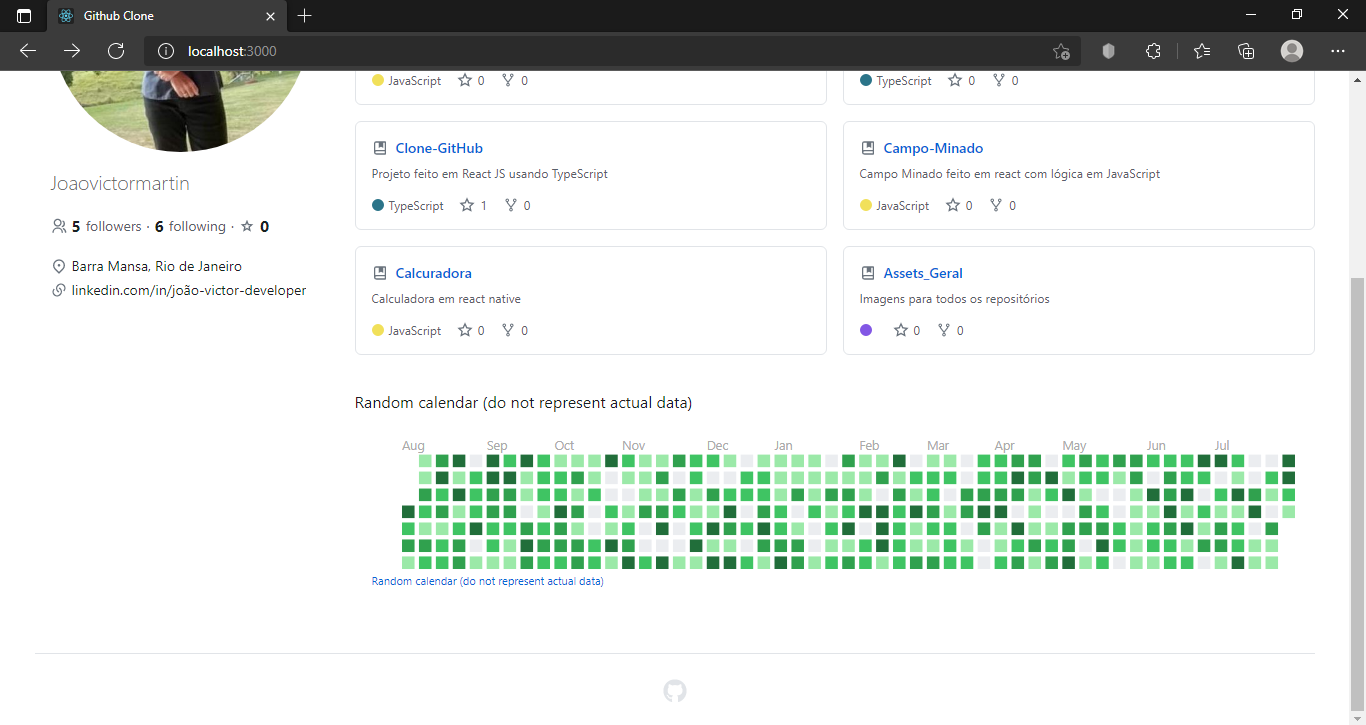 Github Clone
localhost:3000
JavaScript 0 0
TypeScript 0 0
Clone-GitHub
Projeto feito em React JS usando TypeScript
TypeScript 1 0
Campo-Minado
Campo Minado feito em react com lógica em JavaScript
JavaScript 0 0
Joaovictormartin
5 followers · 6 following · 0
Barra Mansa, Rio de Janeiro
linkedin.com/in/joão-victor-developer
Calcuradora
Calculadora em react native
JavaScript 0 0
Assets_Geral
Imagens para todos os repositórios
0 0
Random calendar (do not represent actual data)
Aug Sep Oct Nov Dec Jan Feb Mar Apr May Jun Jul
Random calendar (do not represent actual data)